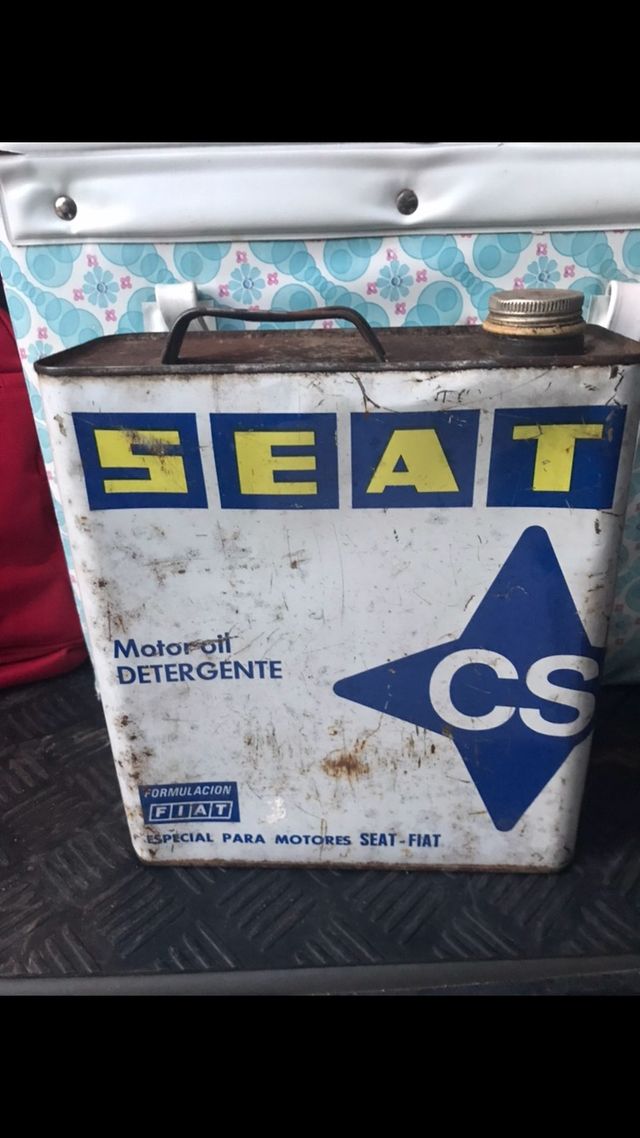 SEAT
Motor oil
DETERGENTE
CS
FORMULACION
FIAT
ESPECIAL PARA MOTORES SEAT-FIAT